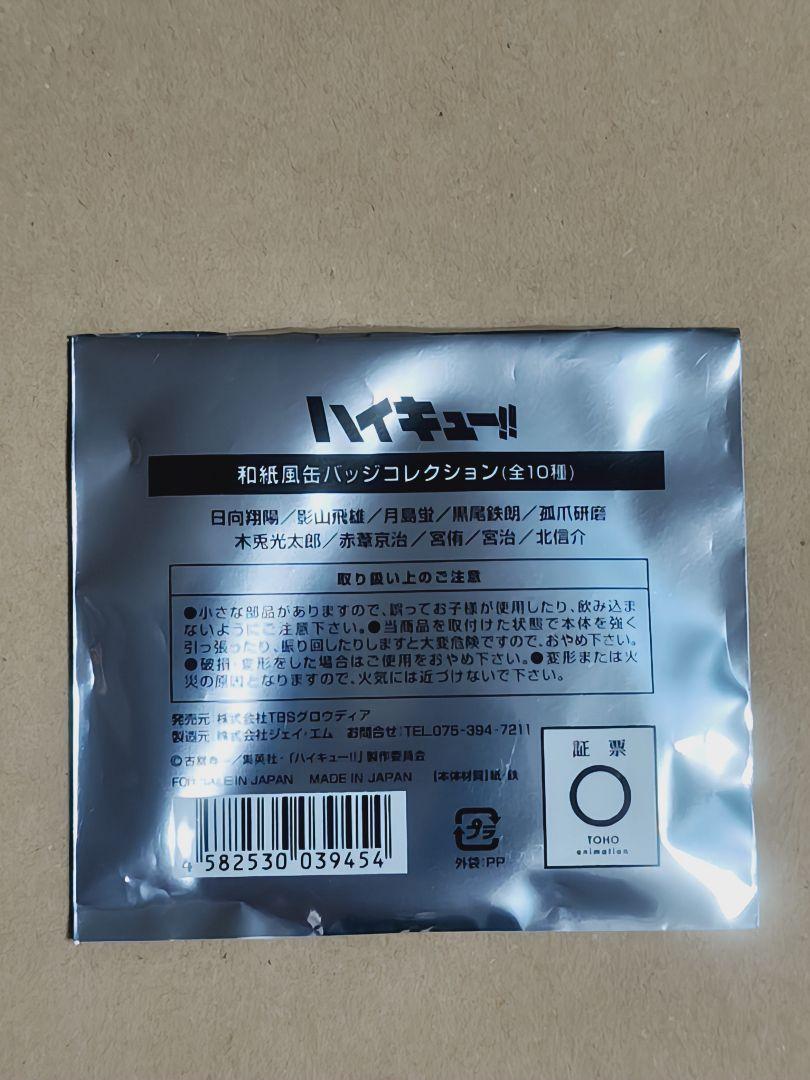 ハイキュー!!
和紙風缶バッジコレクション(全10種)
日向翔陽／影山飛雄／月島蛍／黒尾鉄朗／孤爪研磨
木兎光太郎／赤葦京治／宮侑／宮治／北信介
取り扱い上のご注意
●小さな部品がありますので、誤ってお子様が使用したり、飲み込ま
ないようにご注意下さい。●当商品を取付けた状態で本体を強く
引っ張ったり、振り回したりしますと大変危険ですので、おやめ下さい。
●破損・変形をした場合はご使用をおやめ下さい。●変形または火
災の原因となりますので、火気には近づけないで下さい。
発売元 株式会社TBSグロウディア
製造元 株式会社ジェイ・エム お問合せ:TEL.075-394-7211
©古舘春一／集英社・「ハイキュー!!」製作委員会
FOR SALE IN JAPAN MADE IN JAPAN 【本体材質】紙・鉄
4 582530 039454
プラ
外袋:PP
証票
TOHO
animation